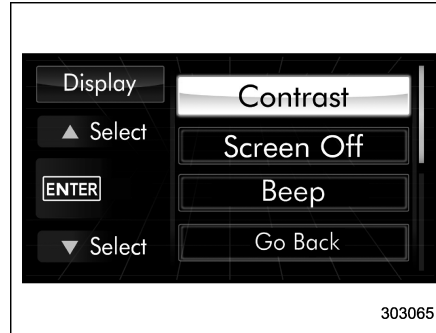 Display
Contrast
▲ Select
Screen Off
ENTER
Beep
▼ Select
Go Back
303065